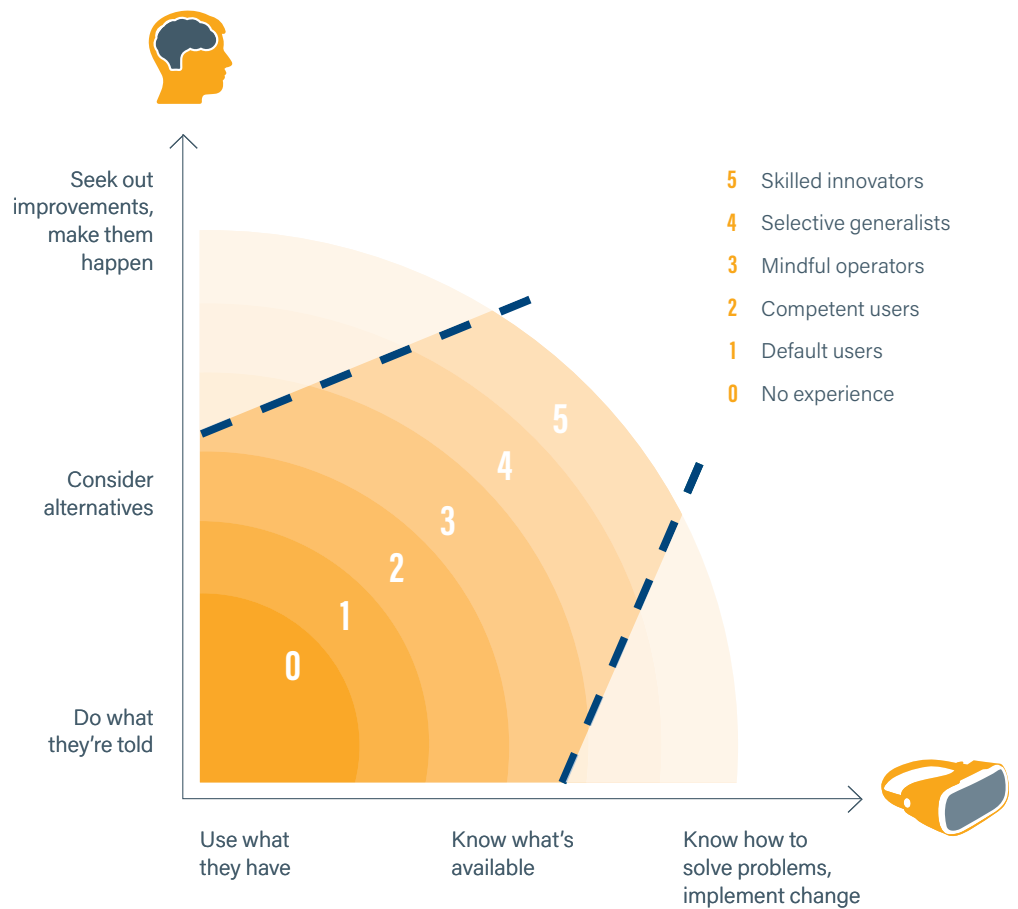 Seek out
improvements,
make them
happen
Consider
alternatives
Do what
they're told
5 Skilled innovators
4 Selective generalists
3 Mindful operators
2 Competent users
1 Default users
0 No experience
5
4
3
2
1
0
Use what
they have
Know what's
available
Know how to
solve problems,
implement change